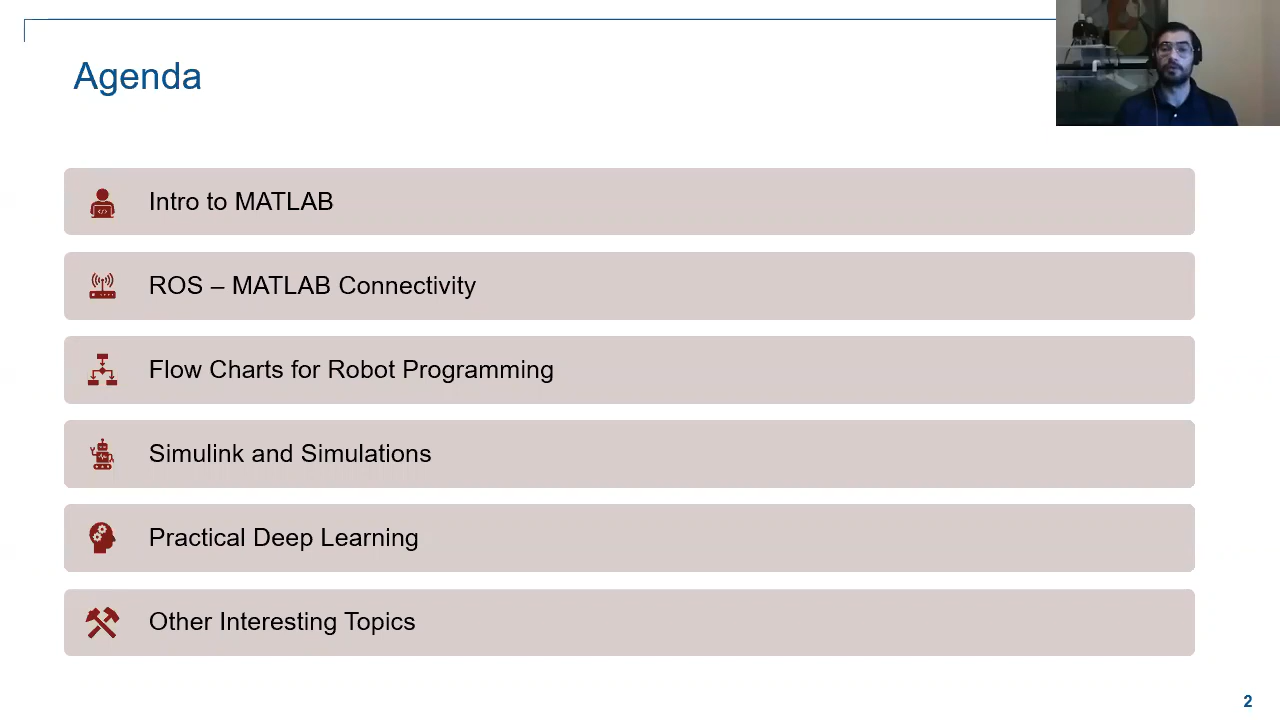 Agenda
Intro to MATLAB
ROS – MATLAB Connectivity
Flow Charts for Robot Programming
Simulink and Simulations
Practical Deep Learning
Other Interesting Topics
2